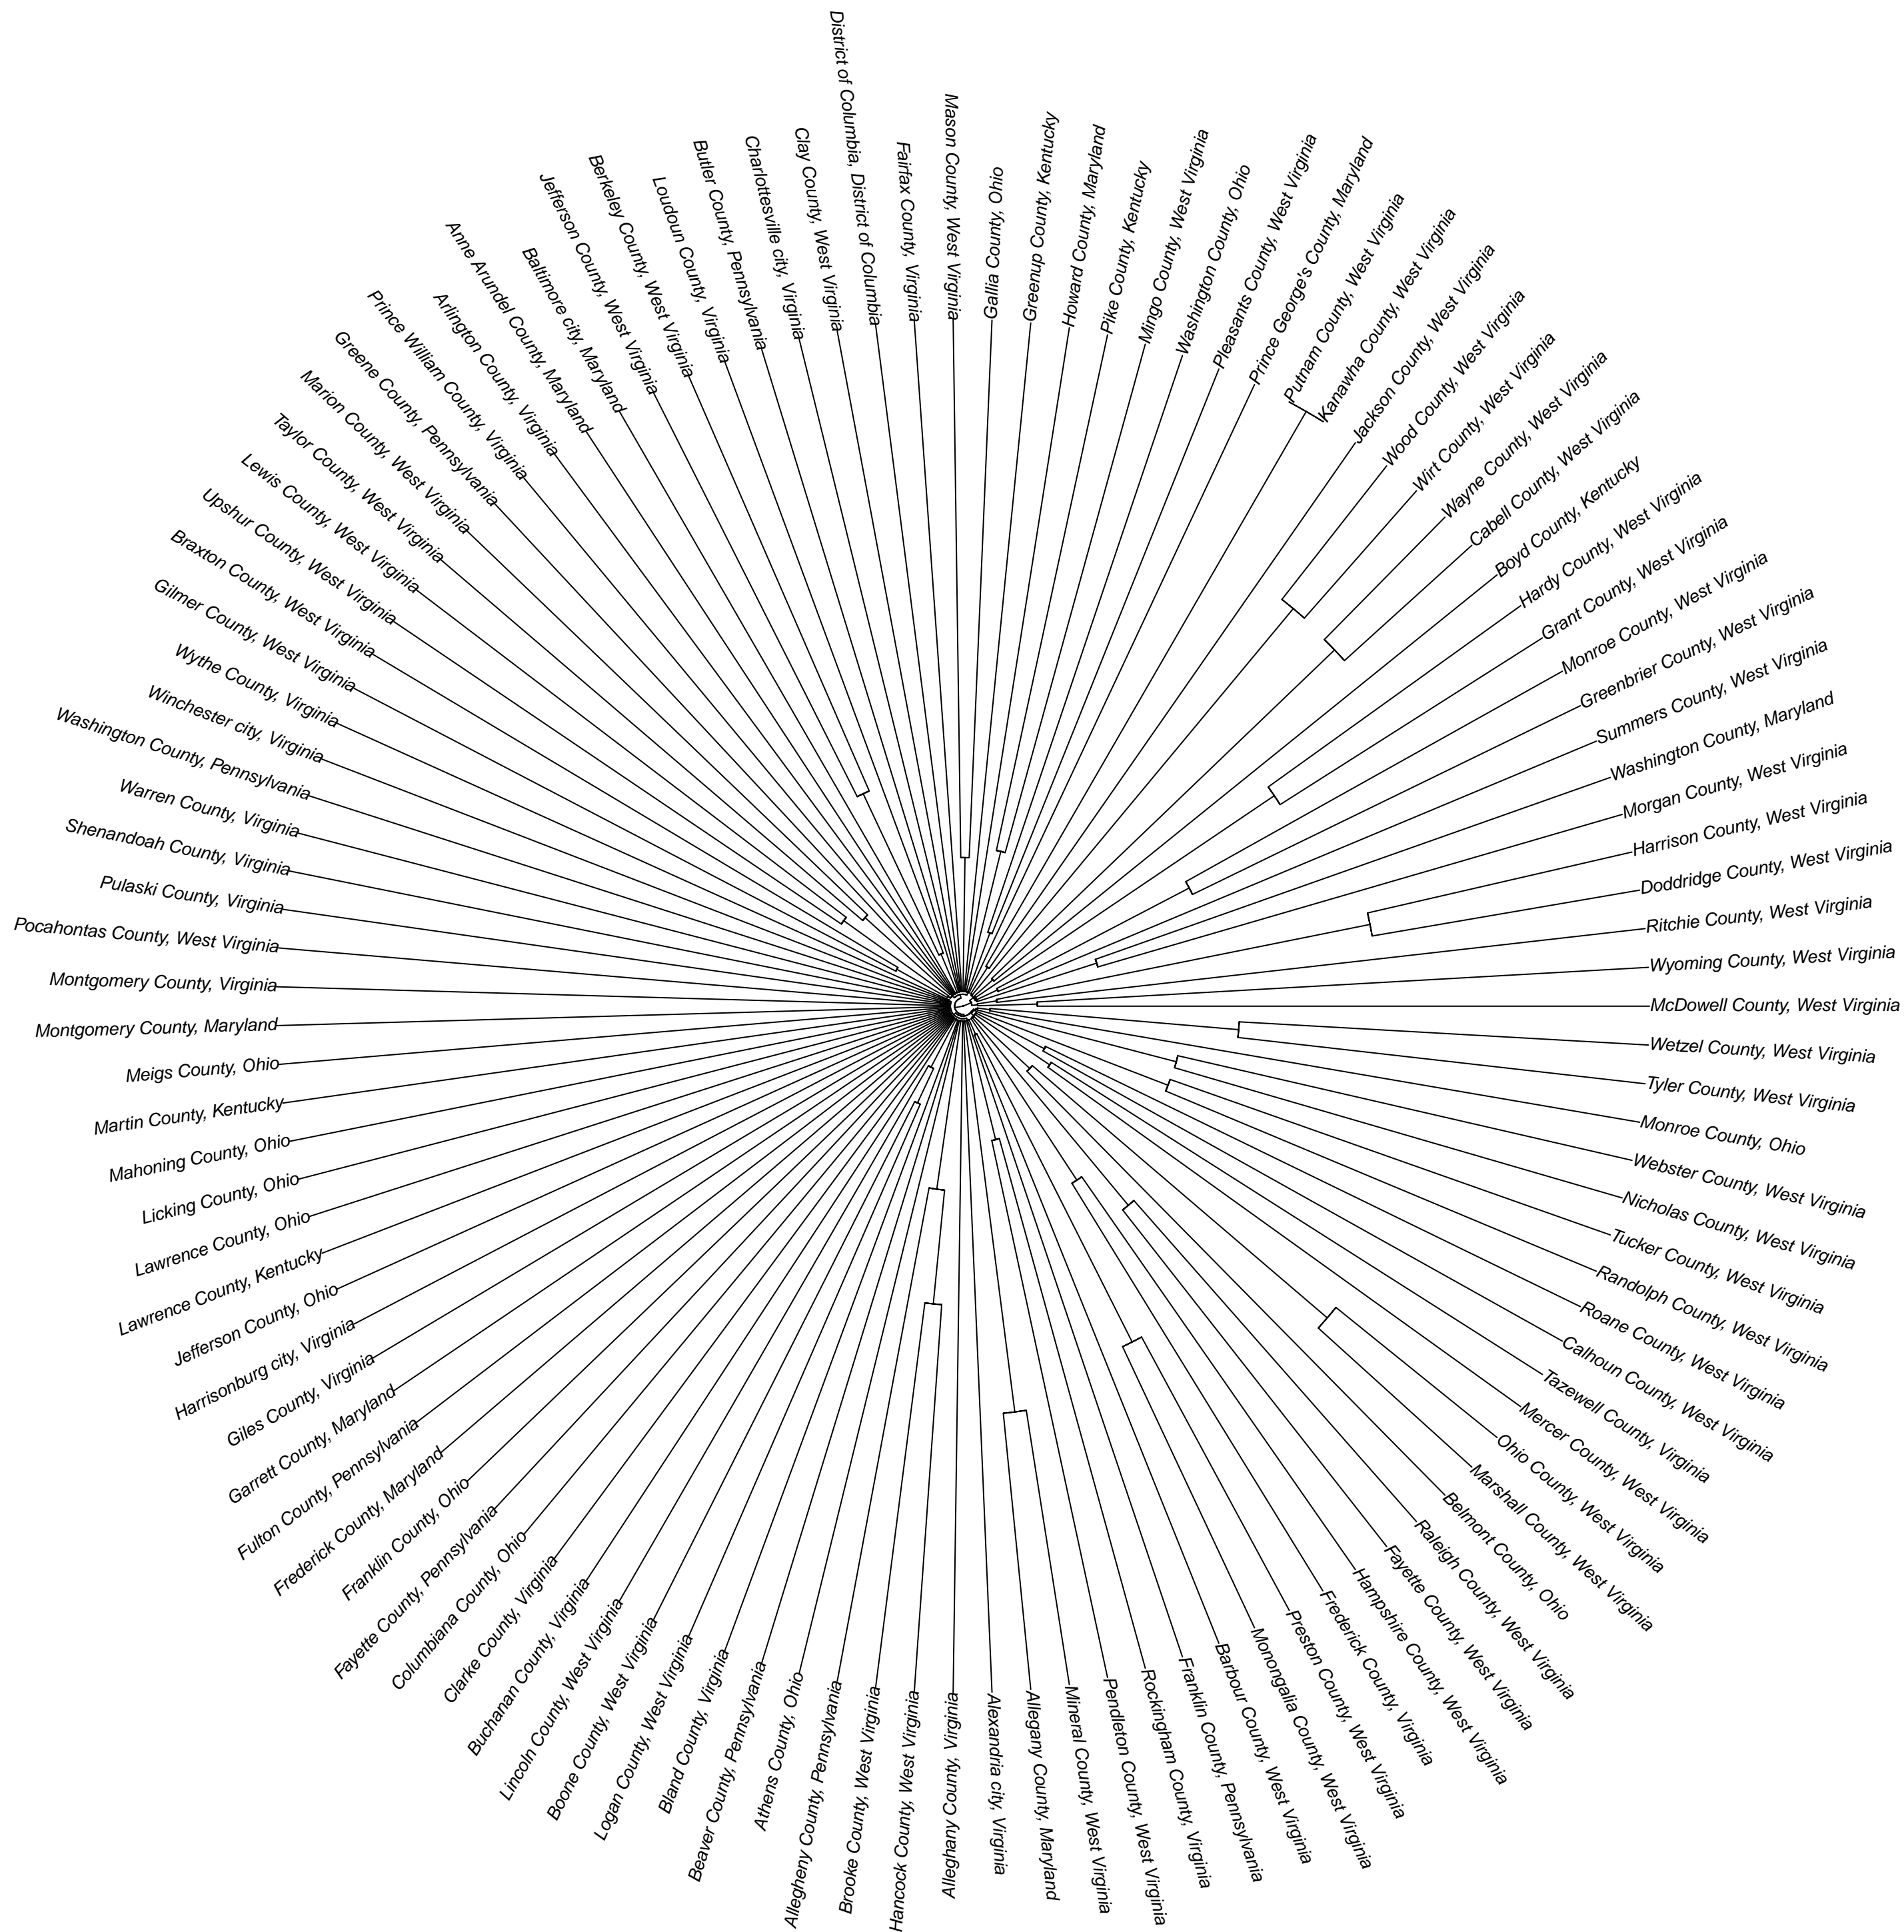 District of Columbia, District of Columbia
Fairfax County, Virginia
Mason County, West Virginia
Gallia County, Ohio
Greenup County, Kentucky
Howard County, Maryland
Pike County, Kentucky
Mingo County, West Virginia
Washington County, Ohio
Pleasants County, West Virginia
Prince George's County, Maryland
Putnam County, West Virginia
Kanawha County, West Virginia
Jackson County, West Virginia
Wood County, West Virginia
Wirt County, West Virginia
Wayne County, West Virginia
Cabell County, West Virginia
Boyd County, Kentucky
Hardy County, West Virginia
Grant County, West Virginia
Monroe County, West Virginia
Greenbrier County, West Virginia
Summers County, West Virginia
Washington County, Maryland
Morgan County, West Virginia
Harrison County, West Virginia
Doddridge County, West Virginia
Ritchie County, West Virginia
Wyoming County, West Virginia
McDowell County, West Virginia
Wetzel County, West Virginia
Tyler County, West Virginia
Monroe County, Ohio
Webster County, West Virginia
Nicholas County, West Virginia
Tucker County, West Virginia
Randolph County, West Virginia
Roane County, West Virginia
Calhoun County, West Virginia
Tazewell County, Virginia
Mercer County, West Virginia
Ohio County, West Virginia
Marshall County, West Virginia
Belmont County, Ohio
Raleigh County, West Virginia
Fayette County, West Virginia
Hampshire County, West Virginia
Frederick County, Virginia
Preston County, West Virginia
Monongalia County, West Virginia
Barbour County, West Virginia
Franklin County, Pennsylvania
Rockingham County, Virginia
Pendleton County, West Virginia
Mineral County, West Virginia
Allegany County, Maryland
Alexandria city, Virginia
Alleghany County, Virginia
Hancock County, West Virginia
Brooke County, West Virginia
Allegheny County, Pennsylvania
Athens County, Ohio
Beaver County, Pennsylvania
Bland County, Virginia
Logan County, West Virginia
Boone County, West Virginia
Lincoln County, West Virginia
Buchanan County, Virginia
Clarke County, Virginia
Columbiana County, Ohio
Fayette County, Pennsylvania
Franklin County, Ohio
Frederick County, Maryland
Fulton County, Pennsylvania
Garrett County, Maryland
Giles County, Virginia
Harrisonburg city, Virginia
Jefferson County, Ohio
Lawrence County, Kentucky
Lawrence County, Ohio
Licking County, Ohio
Mahoning County, Ohio
Martin County, Kentucky
Meigs County, Ohio
Montgomery County, Maryland
Montgomery County, Virginia
Pocahontas County, West Virginia
Pulaski County, Virginia
Shenandoah County, Virginia
Warren County, Virginia
Washington County, Pennsylvania
Winchester city, Virginia
Wythe County, Virginia
Gilmer County, West Virginia
Braxton County, West Virginia
Upshur County, West Virginia
Lewis County, West Virginia
Taylor County, West Virginia
Marion County, West Virginia
Greene County, Pennsylvania
Prince William County, Virginia
Arlington County, Virginia
Anne Arundel County, Maryland
Baltimore city, Maryland
Jefferson County, West Virginia
Berkeley County, West Virginia
Loudoun County, Virginia
Butler County, Pennsylvania
Charlottesville city, Virginia
Clay County, West Virginia